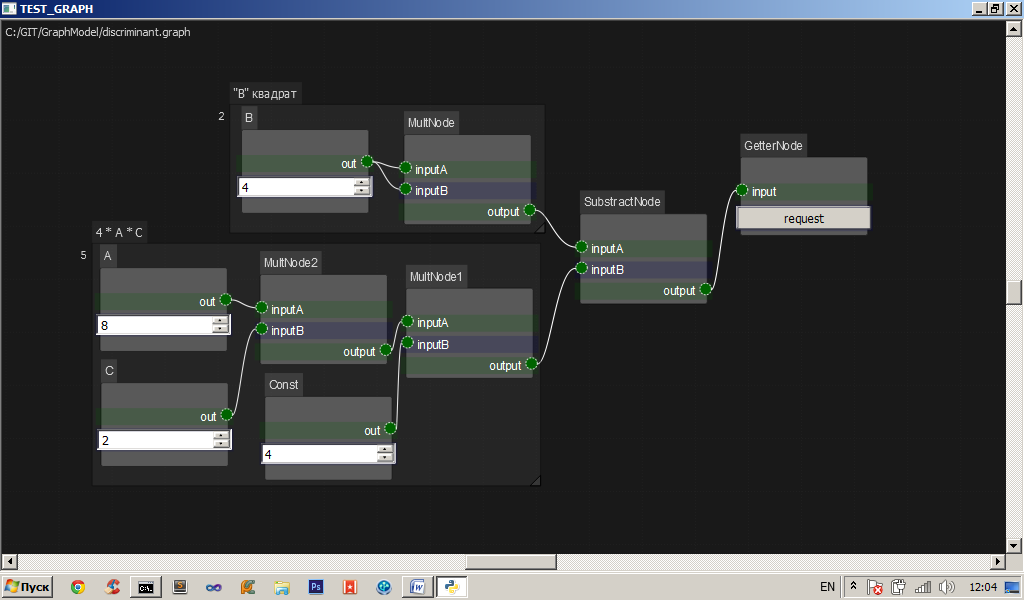 TEST_GRAPH
C:/GIT/GraphModel/discriminant.graph
"B" квадрат
2
B
out
4
MultNode
inputA
inputB
output
4 * A * C
5
A
out
8
C
out
2
MultNode2
inputA
inputB
output
Const
out
4
MultNode1
inputA
inputB
output
SubstractNode
inputA
inputB
output
GetterNode
input
request
Пуск
C:\
Ps
W
EN
12:04